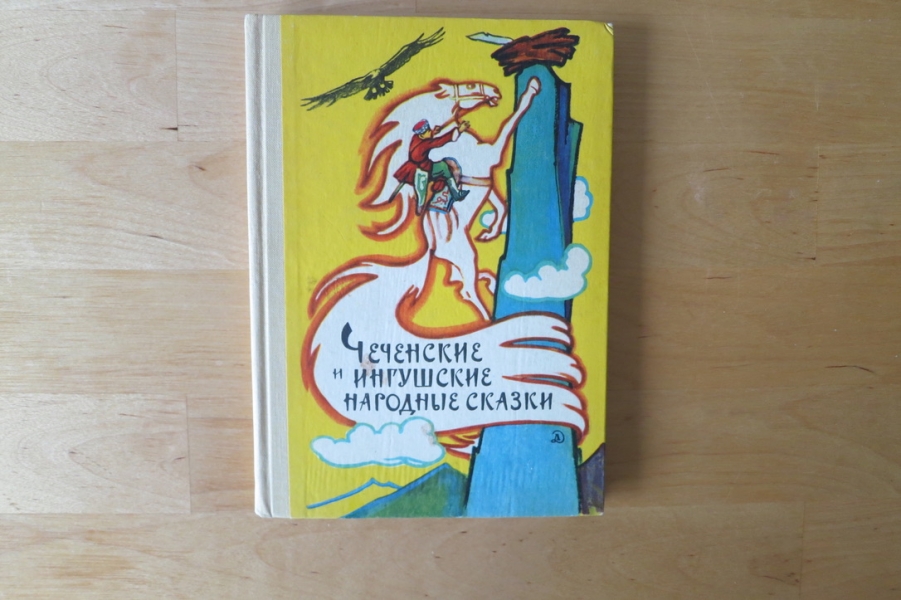 Чеченские
и ингушские
народные сказки